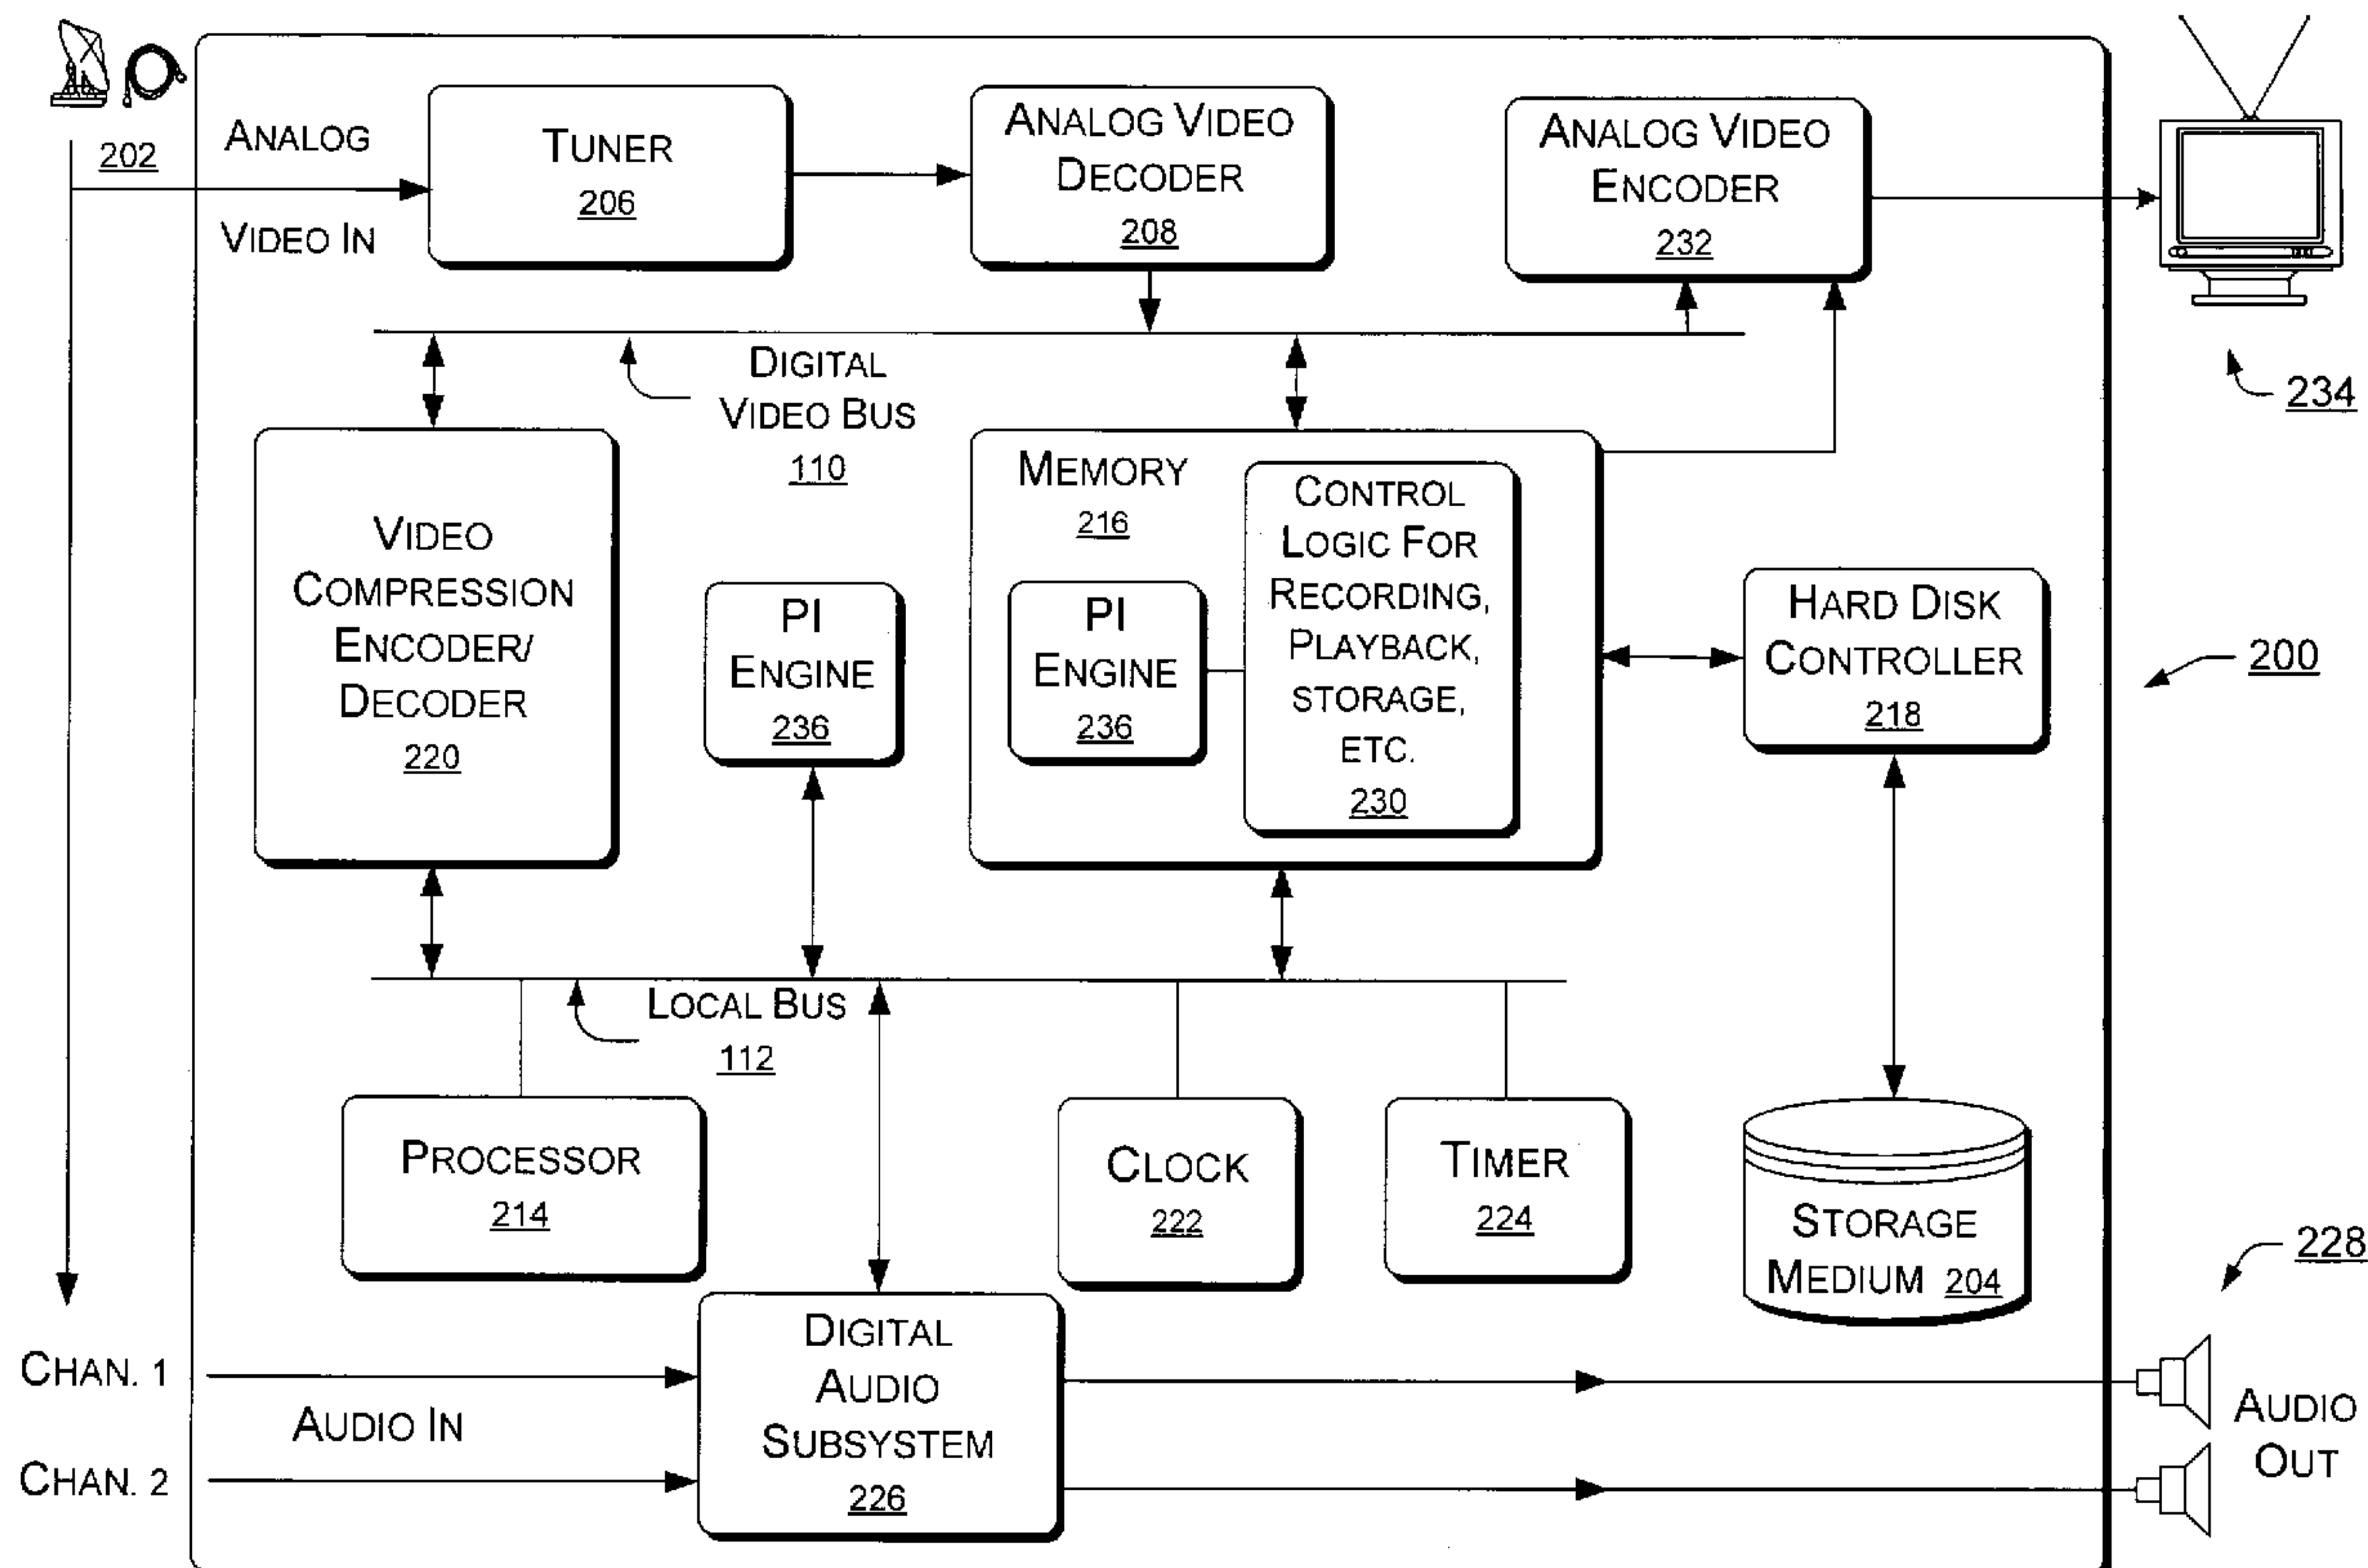 202
ANALOG
VIDEO IN
TUNER
206
ANALOG VIDEO
DECODER
208
ANALOG VIDEO
ENCODER
232
234
DIGITAL
VIDEO BUS
110
VIDEO
COMPRESSION
ENCODER/
DECODER
220
PI
ENGINE
236
MEMORY
216
PI
ENGINE
236
CONTROL
LOGIC FOR
RECORDING,
PLAYBACK,
STORAGE,
ETC.
230
HARD DISK
CONTROLLER
218
200
LOCAL BUS
112
PROCESSOR
214
CLOCK
222
TIMER
224
STORAGE
MEDIUM 204
228
CHAN. 1
AUDIO IN
CHAN. 2
DIGITAL
AUDIO
SUBSYSTEM
226
AUDIO
OUT